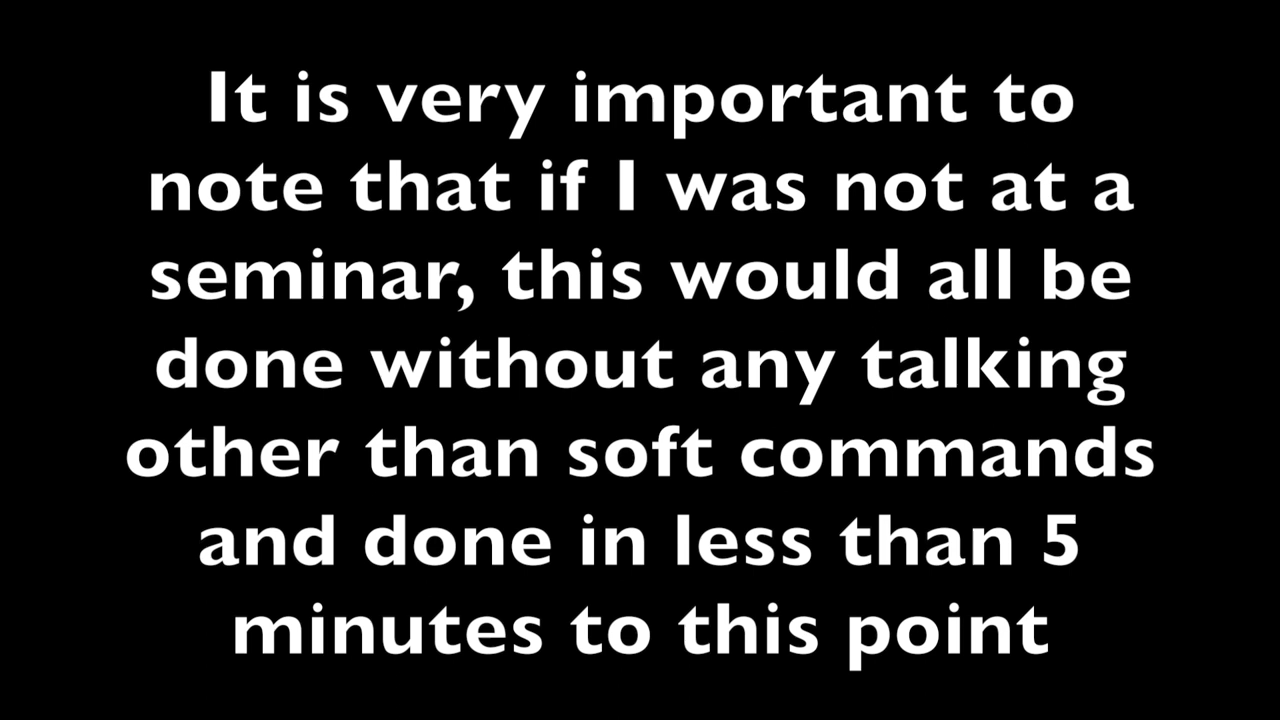 It is very important to
note that if I was not at a
seminar, this would all be
done without any talking
other than soft commands
and done in less than 5
minutes to this point